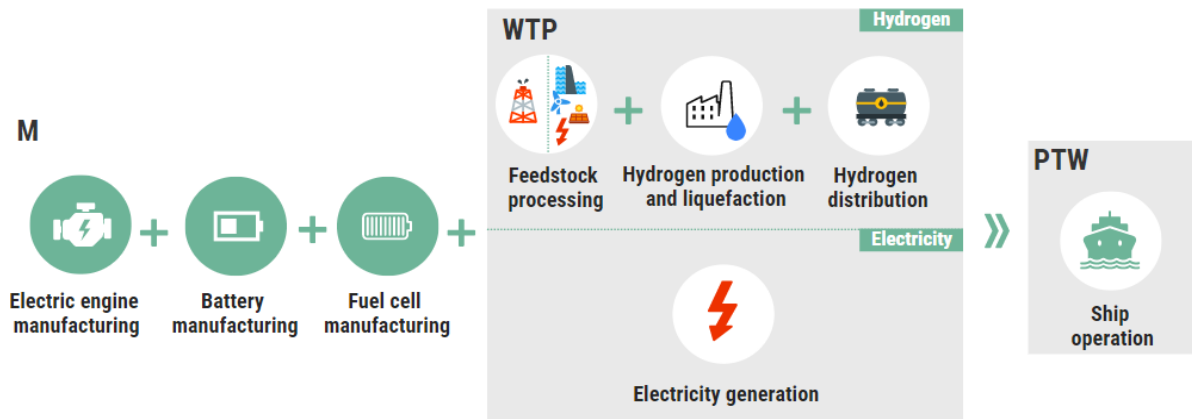 M
Electric engine
manufacturing
Battery
manufacturing
Fuel cell
manufacturing
WTP
Hydrogen
Feedstock
processing
Hydrogen production
and liquefaction
Hydrogen
distribution
Electricity
Electricity generation
PTW
Ship
operation